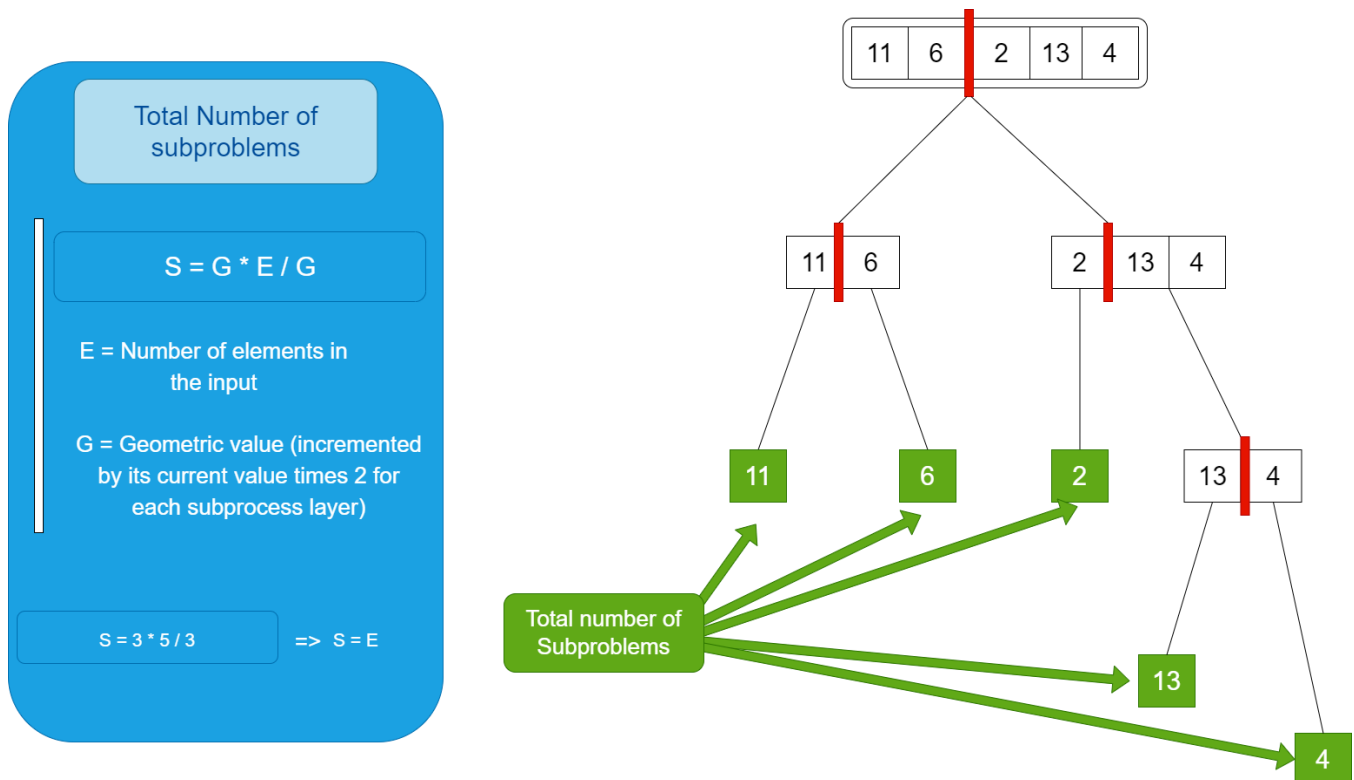 Total Number of
subproblems
S = G * E / G
E = Number of elements in
the input
G = Geometric value (incremented
by its current value times 2 for
each subprocess layer)
S = 3 * 5 / 3 => S = E
11 6 2 13 4
11 6
2 13 4
11
6
2
13 4
Total number of
Subproblems
13
4